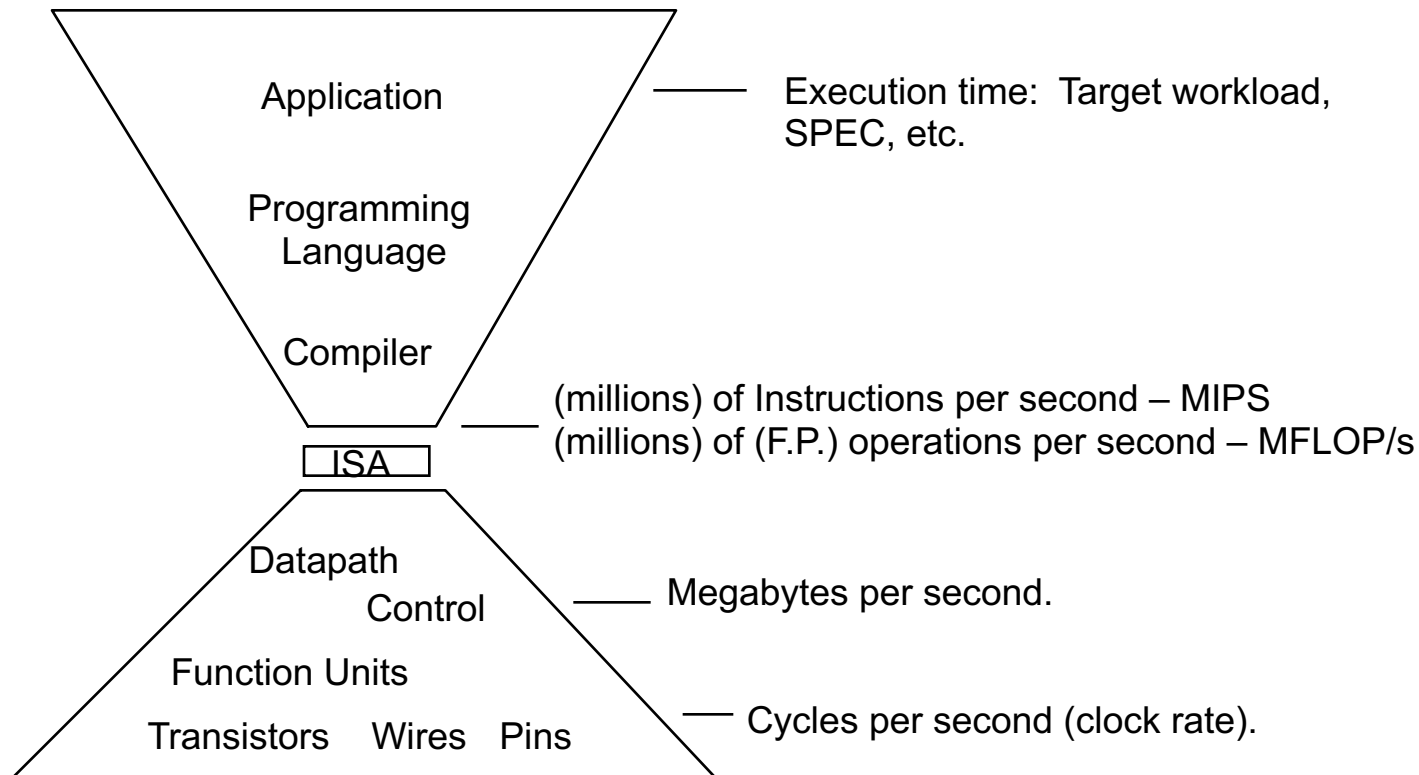 Application
Execution time: Target workload,
SPEC, etc.
Programming
Language
Compiler
(millions) of Instructions per second – MIPS
(millions) of (F.P.) operations per second – MFLOP/s
ISA
Datapath
Control
Megabytes per second.
Function Units
Transistors Wires Pins
Cycles per second (clock rate).